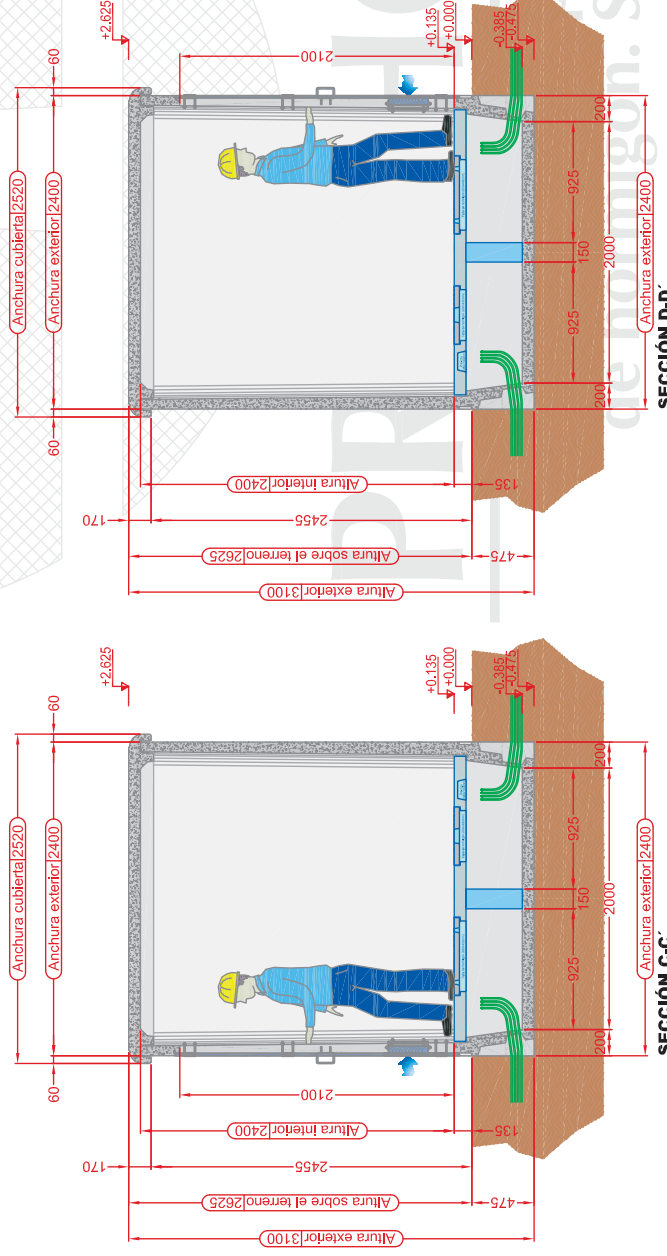 Anchura cubierta 2520
60
Anchura exterior 2400
60
+2.625
170
2100
Altura interior 2400
2455
Altura sobre el terreno 2625
Altura exterior 3100
135
475
+0.135
+0.000
-0.385
-0.475
200
925
150
925
200
2000
Anchura exterior 2400
SECCIÓN C-C´
Anchura cubierta 2520
60
Anchura exterior 2400
60
+2.625
170
2100
Altura interior 2400
2455
Altura sobre el terreno 2625
Altura exterior 3100
135
475
+0.135
+0.000
-0.385
-0.475
200
925
150
925
200
2000
Anchura exterior 2400
SECCIÓN D-D´
de hormigón. S